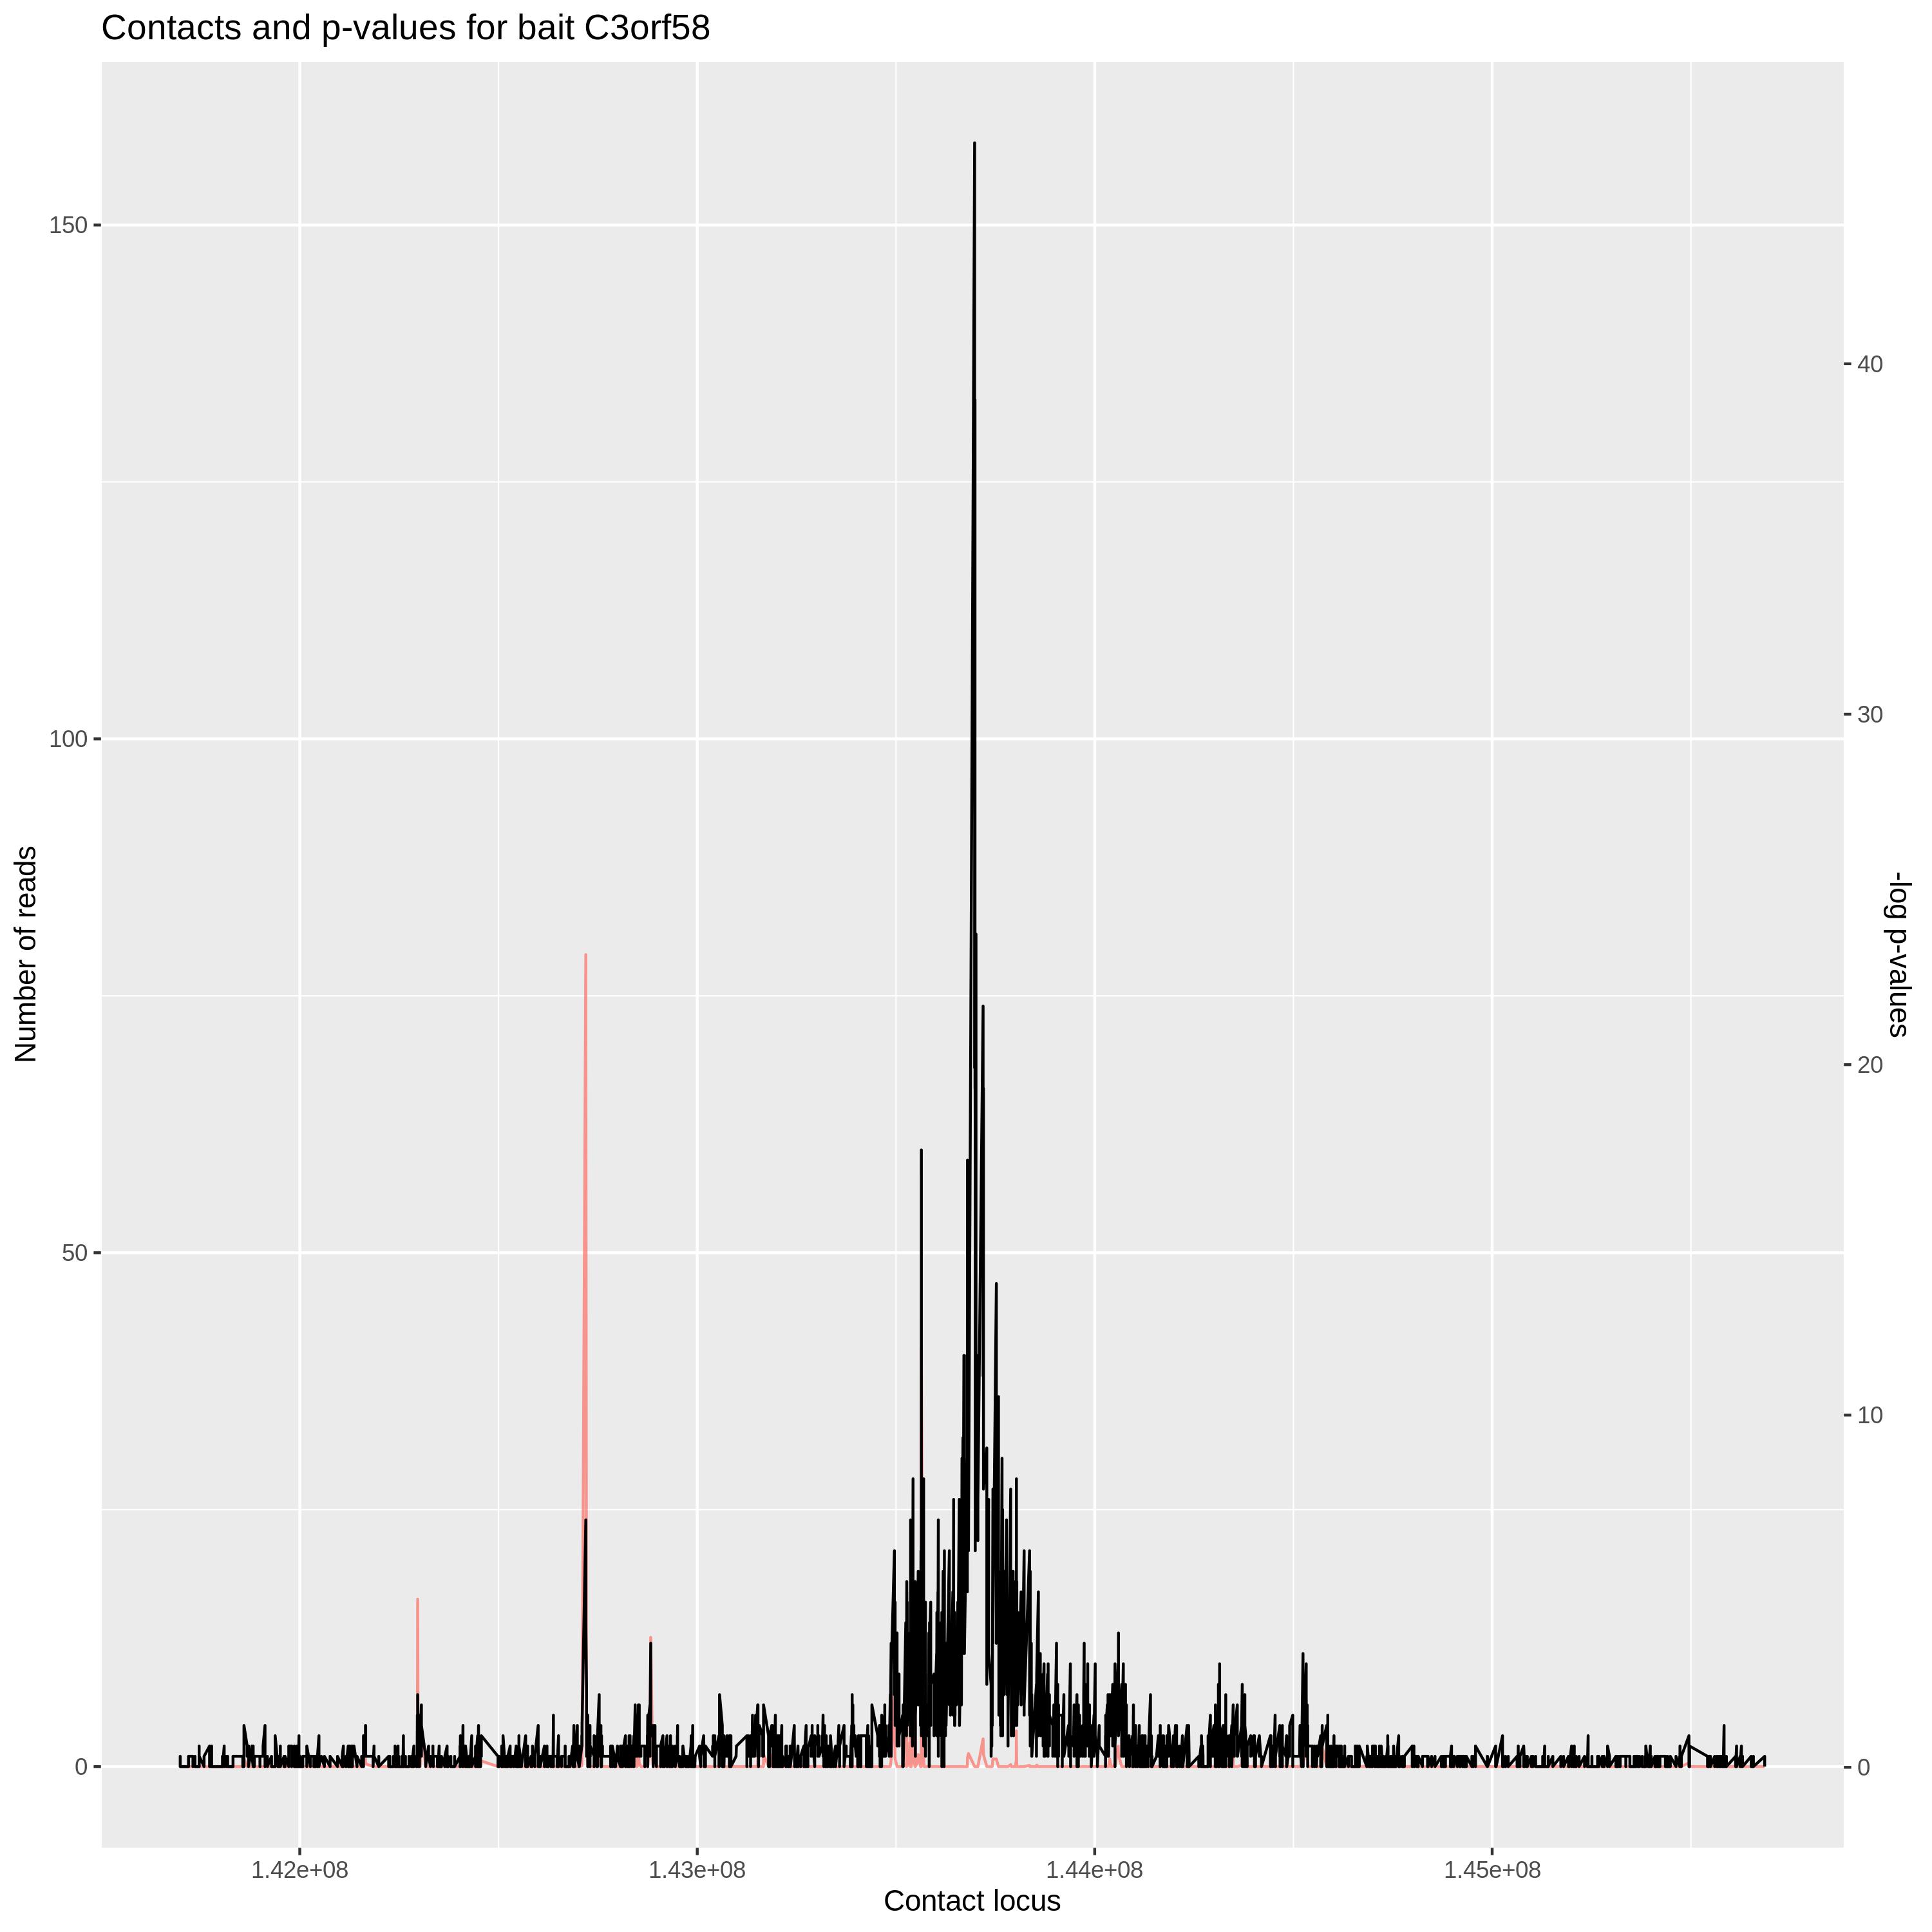 Contacts and p-values for bait C3orf58
150
100
50
0
Number of reads
40
30
20
10
0
-log p-values
1.42e+08
1.43e+08
1.44e+08
1.45e+08
Contact locus